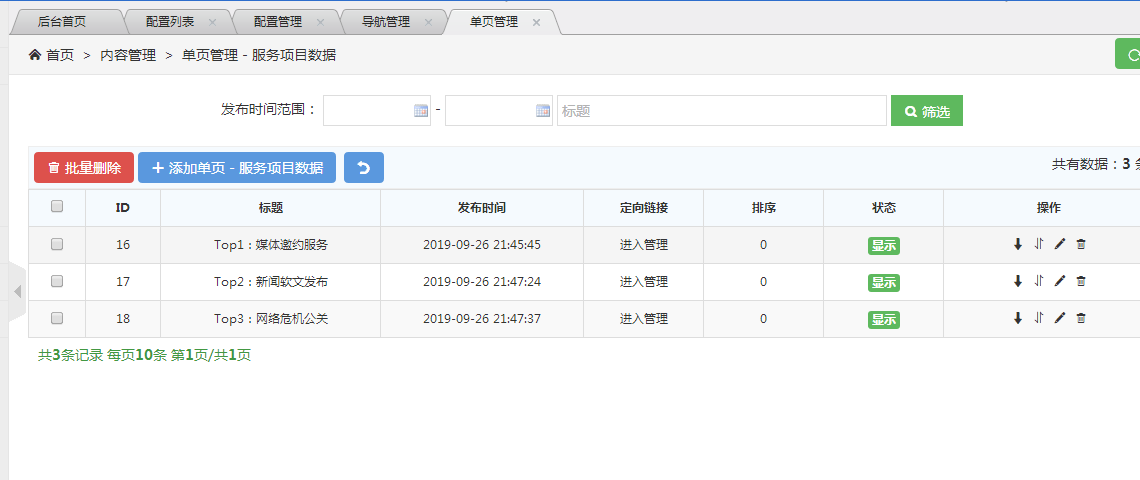 后台首页 配置列表 配置管理 导航管理 单页管理
首页 > 内容管理 > 单页管理 - 服务项目数据
发布时间范围： - 标题 筛选
批量删除 添加单页 - 服务项目数据 共有数据：3 条
ID 标题 发布时间 定向链接 排序 状态 操作
16 Top1：媒体邀约服务 2019-09-26 21:45:45 进入管理 0 显示
17 Top2：新闻软文发布 2019-09-26 21:47:24 进入管理 0 显示
18 Top3：网络危机公关 2019-09-26 21:47:37 进入管理 0 显示
共3条记录 每页10条 第1页/共1页